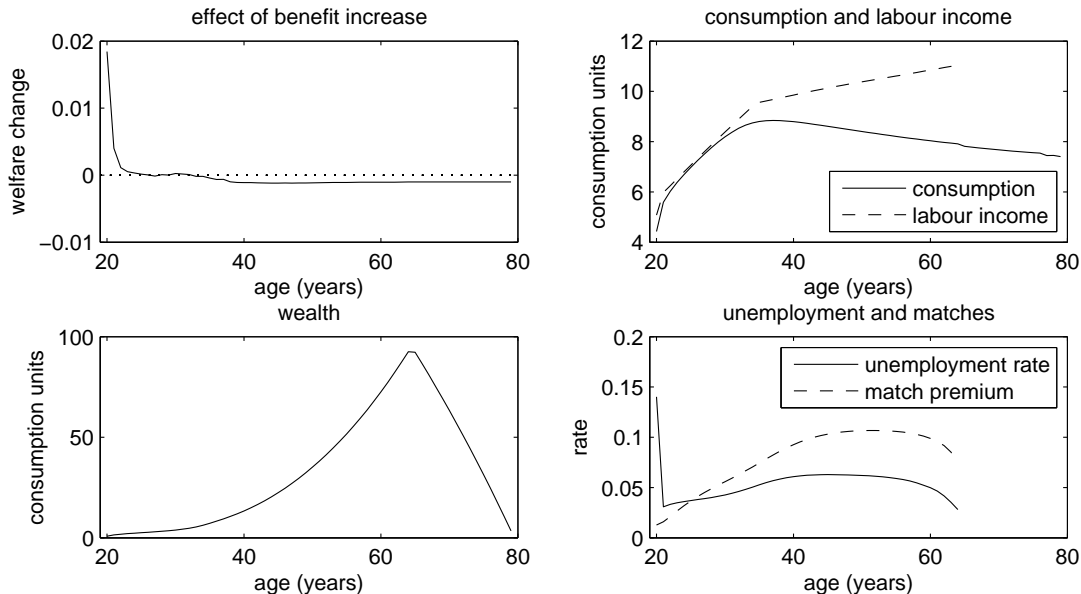 effect of benefit increase
0.02
0.01
0
−0.01
welfare change
20 40 60 80
age (years)
consumption and labour income
12
10
8
6
4
consumption units
consumption
labour income
20 40 60 80
age (years)
wealth
100
50
0
consumption units
20 40 60 80
age (years)
unemployment and matches
0.2
0.15
0.1
0.05
0
rate
unemployment rate
match premium
20 40 60 80
age (years)